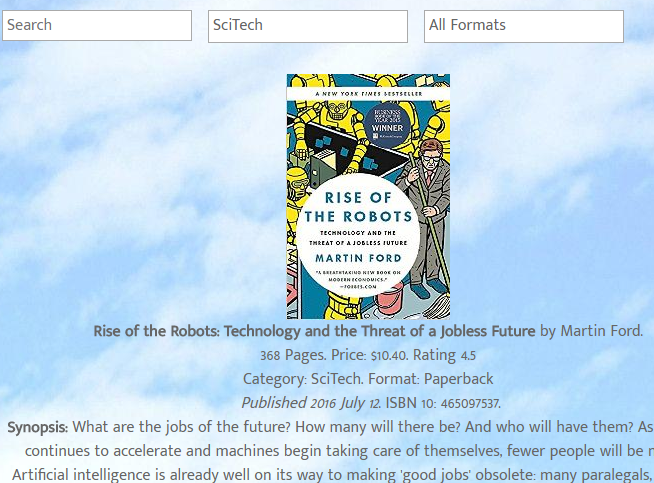 Search
SciTech
All Formats
A NEW YORK TIMES BESTSELLER
BUSINESS
BOOK OF THE
YEAR 2015
WINNER
RISE OF
THE ROBOTS
TECHNOLOGY AND THE
THREAT OF A JOBLESS FUTURE
MARTIN FORD
"A BREATHTAKING NEW BOOK ON
MODERN ECONOMICS."
—FORBES.COM
Rise of the Robots: Technology and the Threat of a Jobless Future by Martin Ford.
368 Pages. Price: $10.40. Rating 4.5
Category: SciTech. Format: Paperback
Published 2016 July 12. ISBN 10: 465097537.
Synopsis: What are the jobs of the future? How many will there be? And who will have them? As
continues to accelerate and machines begin taking care of themselves, fewer people will be
Artificial intelligence is already well on its way to making 'good jobs' obsolete: many paralegals,